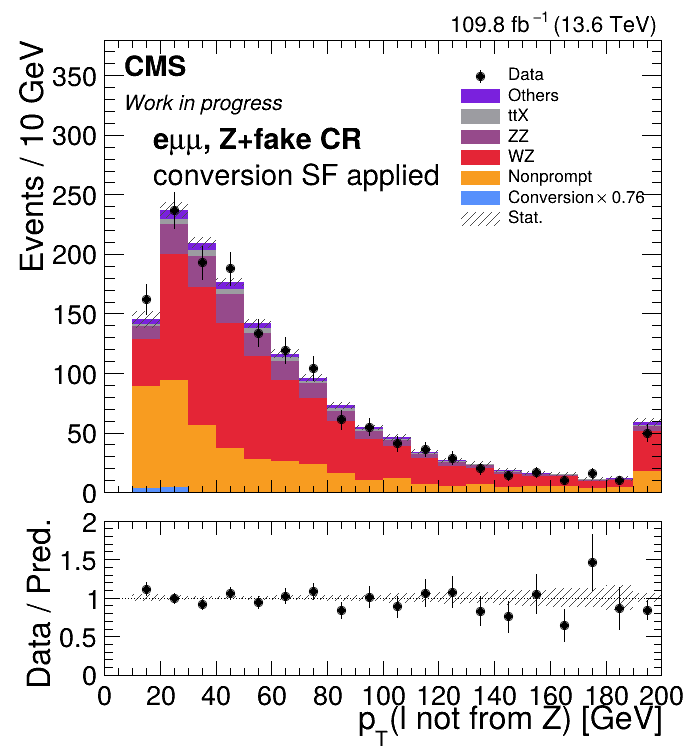 109.8 fb⁻¹ (13.6 TeV)
CMS
Work in progress
eμμ, Z+fake CR
conversion SF applied
Data
Others
ttX
ZZ
WZ
Nonprompt
Conversion × 0.76
Stat.
Events / 10 GeV
350
300
250
200
150
100
50
0
Data / Pred.
2
1.5
1
0.5
0
0 20 40 60 80 100 120 140 160 180 200
p_T(l not from Z) [GeV]